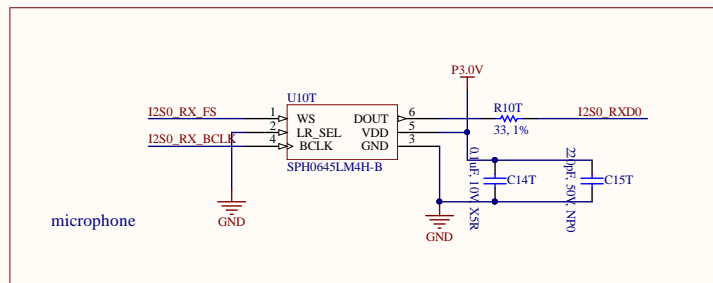 P3.0V
U10T
I2S0_RX_FS 1 WS DOUT 6 R10T I2S0_RXD0
2 LR_SEL VDD 5 33, 1%
I2S0_RX_BCLK 4 BCLK GND 3
SPH0645LM4H-B
0.1uF, 10V, X5R
C14T
220pF, 50V, NP0
C15T
microphone
GND
GND